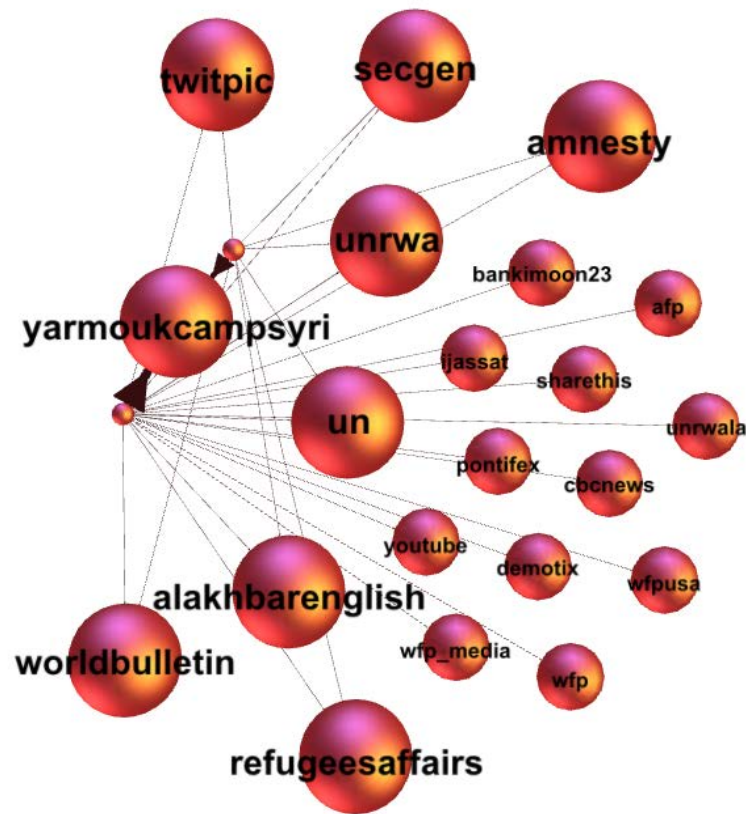 twitpic
secgen
amnesty
unrwa
bankimoon23
afp
yarmoukcampsyri
ijassat
sharethis
un
unrwala
pontifex
cbcnews
youtube
demotix
wfpusa
alakhbarenglish
worldbulletin
wfp_media
wfp
refugeesaffairs